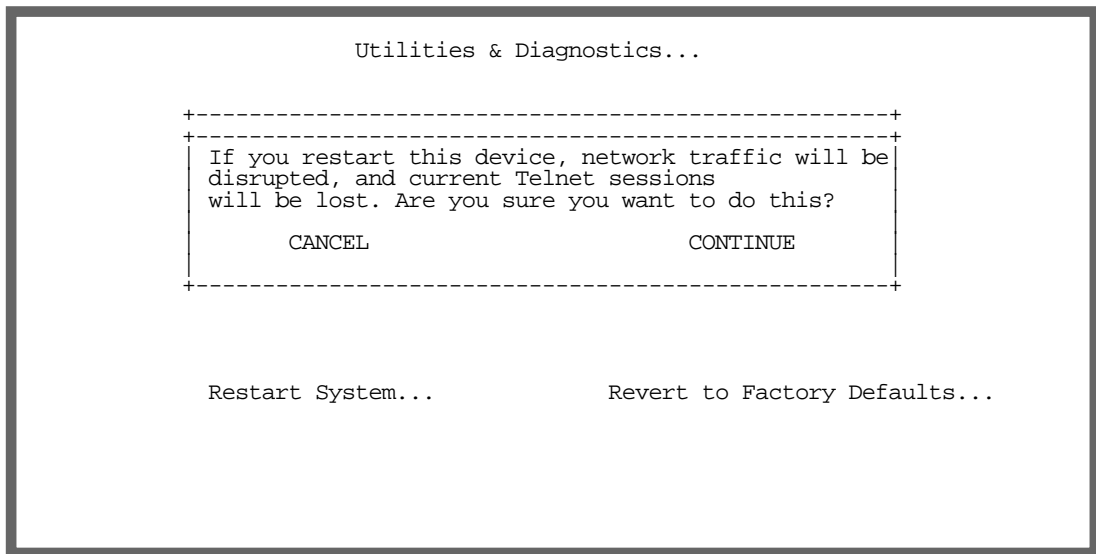 Utilities & Diagnostics...
+----------------------------------------------------+
+----------------------------------------------------+
| If you restart this device, network traffic will be|
| disrupted, and current Telnet sessions |
| will be lost. Are you sure you want to do this? |
| |
| CANCEL CONTINUE |
| |
+----------------------------------------------------+
Restart System... Revert to Factory Defaults...